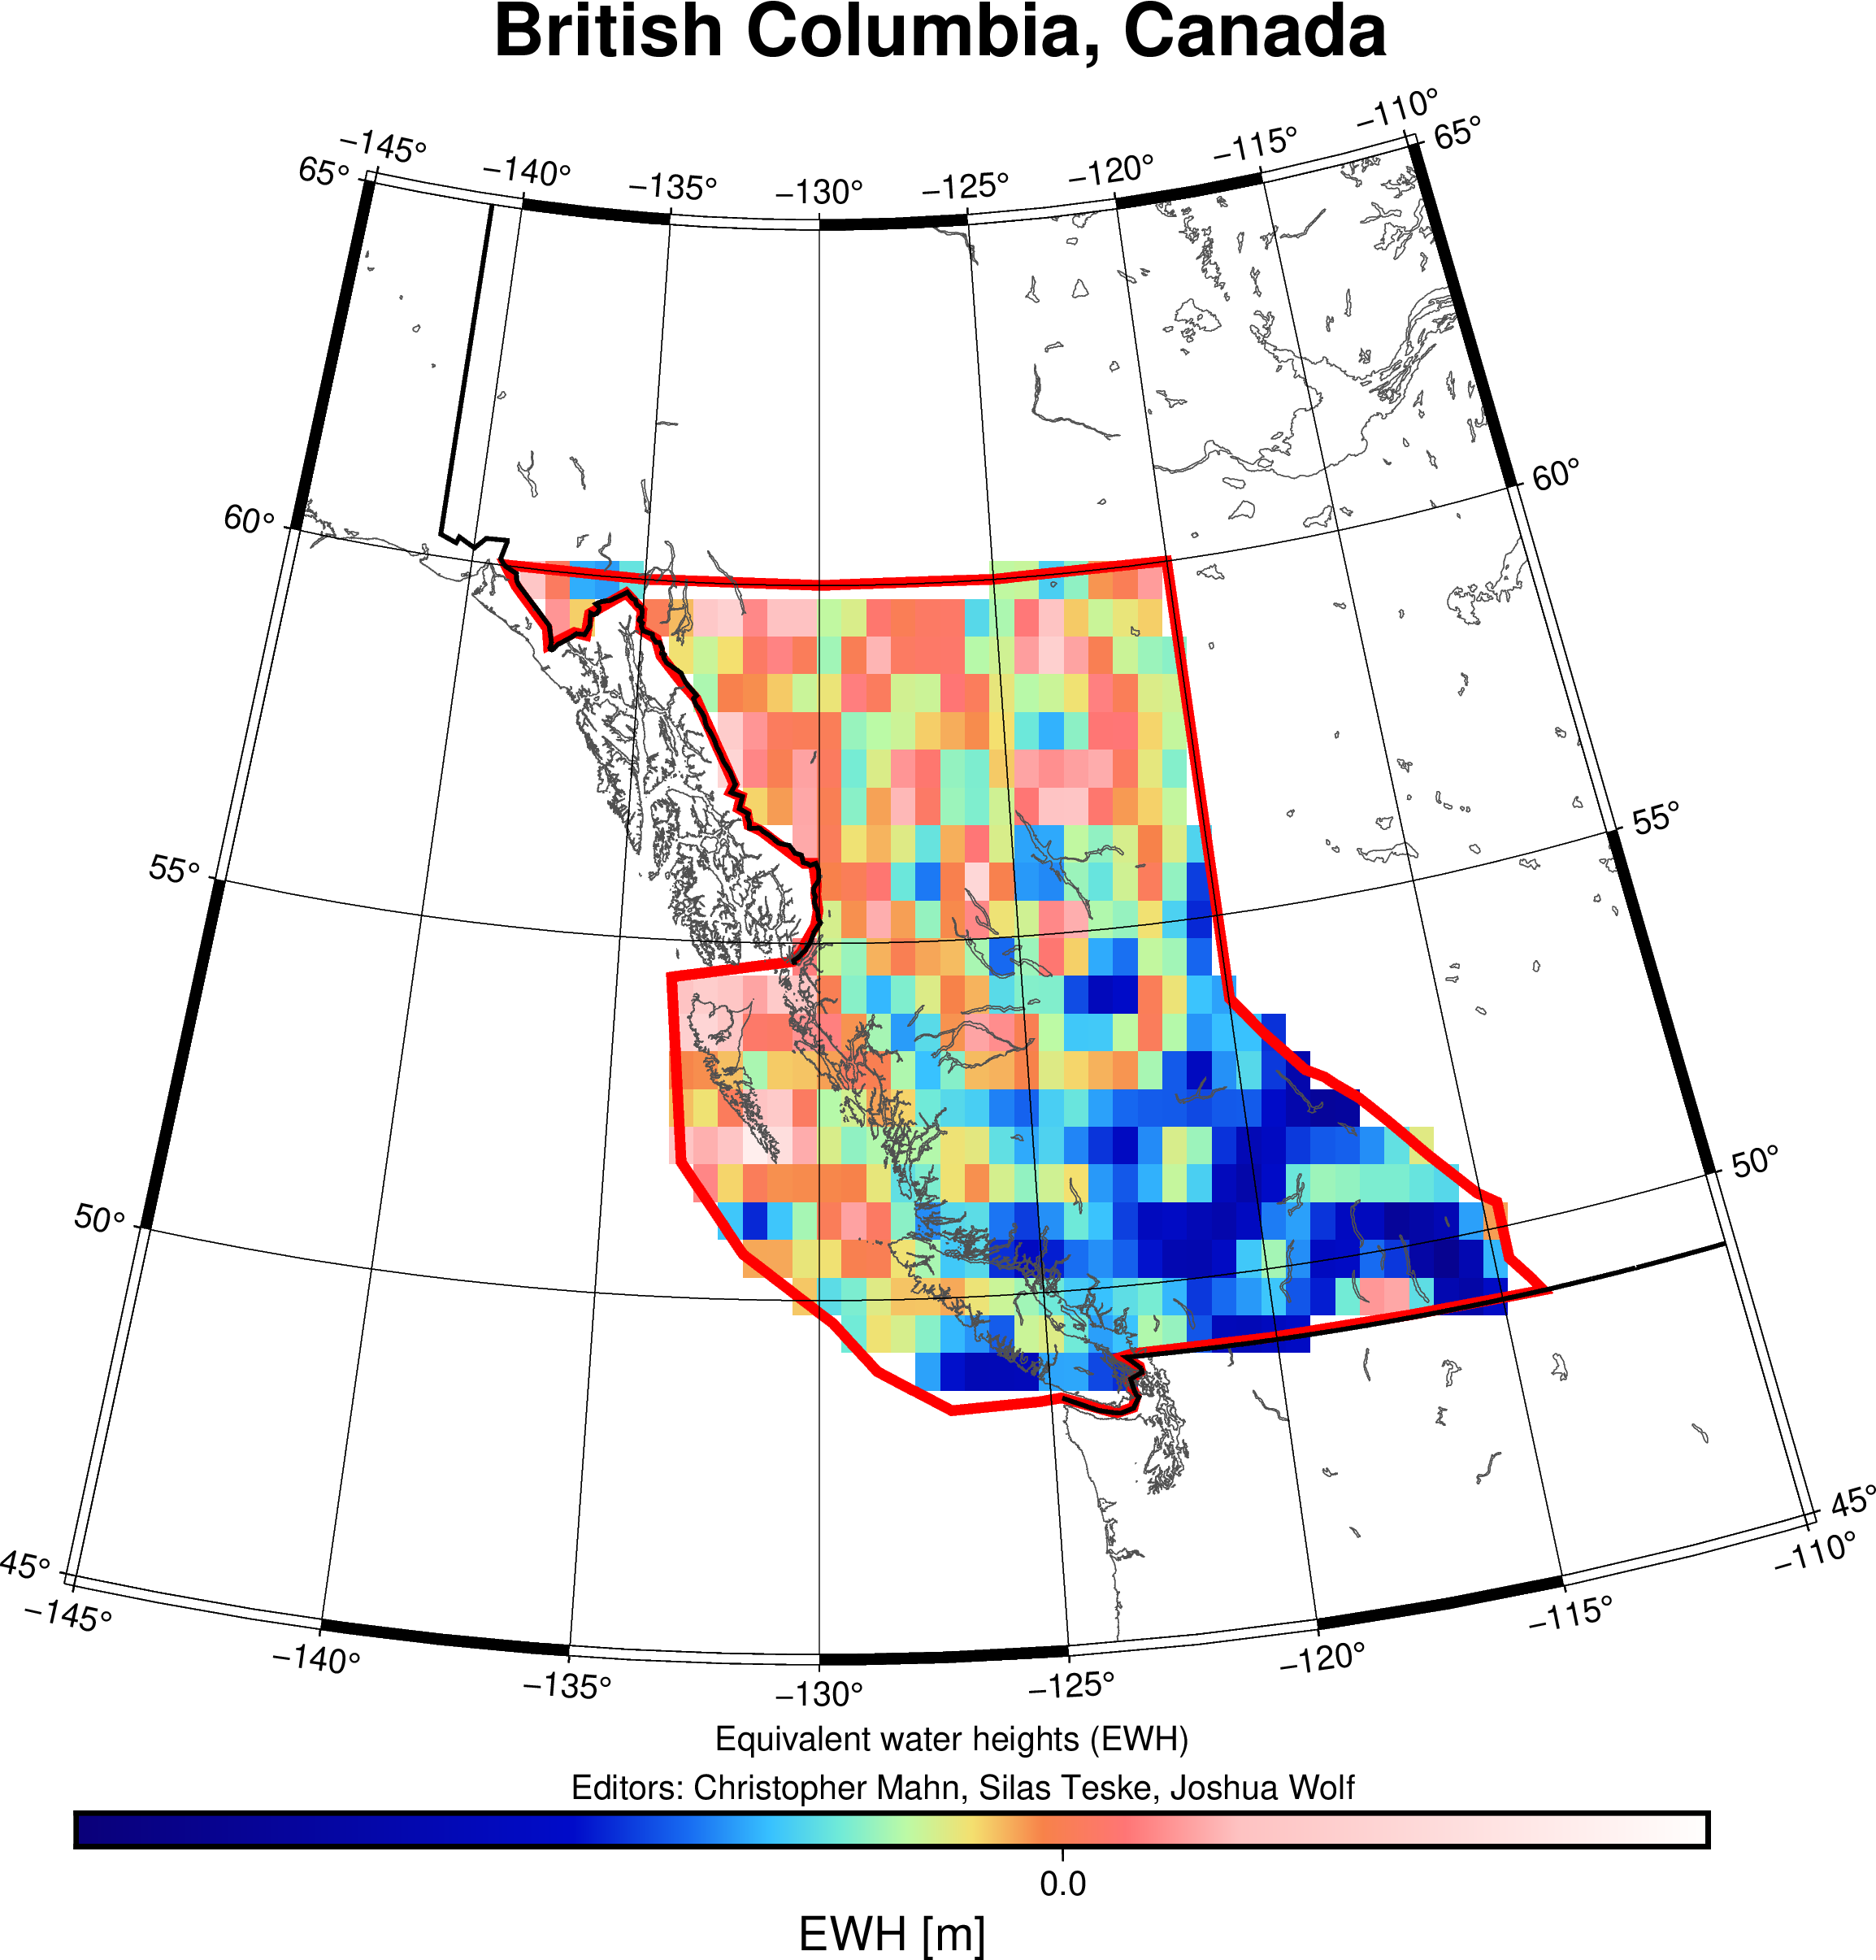 British Columbia, Canada
−145° −140° −135° −130° −125° −120° −115° −110°
65° 65°
60° 60°
55° 55°
50° 50°
45° 45°
−145° −140° −135° −130° −125° −120° −115° −110°
Equivalent water heights (EWH)
Editors: Christopher Mahn, Silas Teske, Joshua Wolf
0.0
EWH [m]